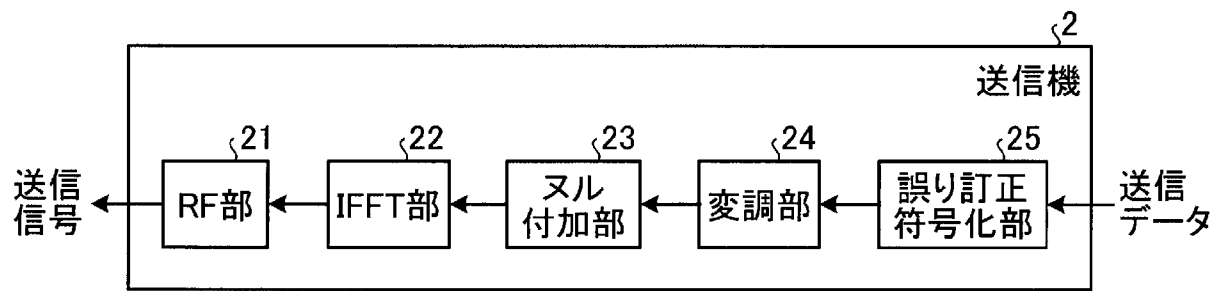 2
送信機
21
22
23
24
25
送信
信号
RF部
IFFT部
ヌル
付加部
変調部
誤り訂正
符号化部
送信
データ